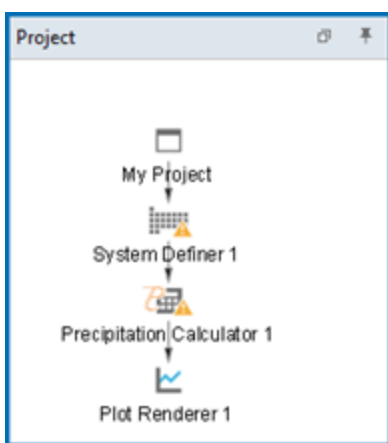 Project
My Project
System Definer 1
Precipitation Calculator 1
Plot Renderer 1